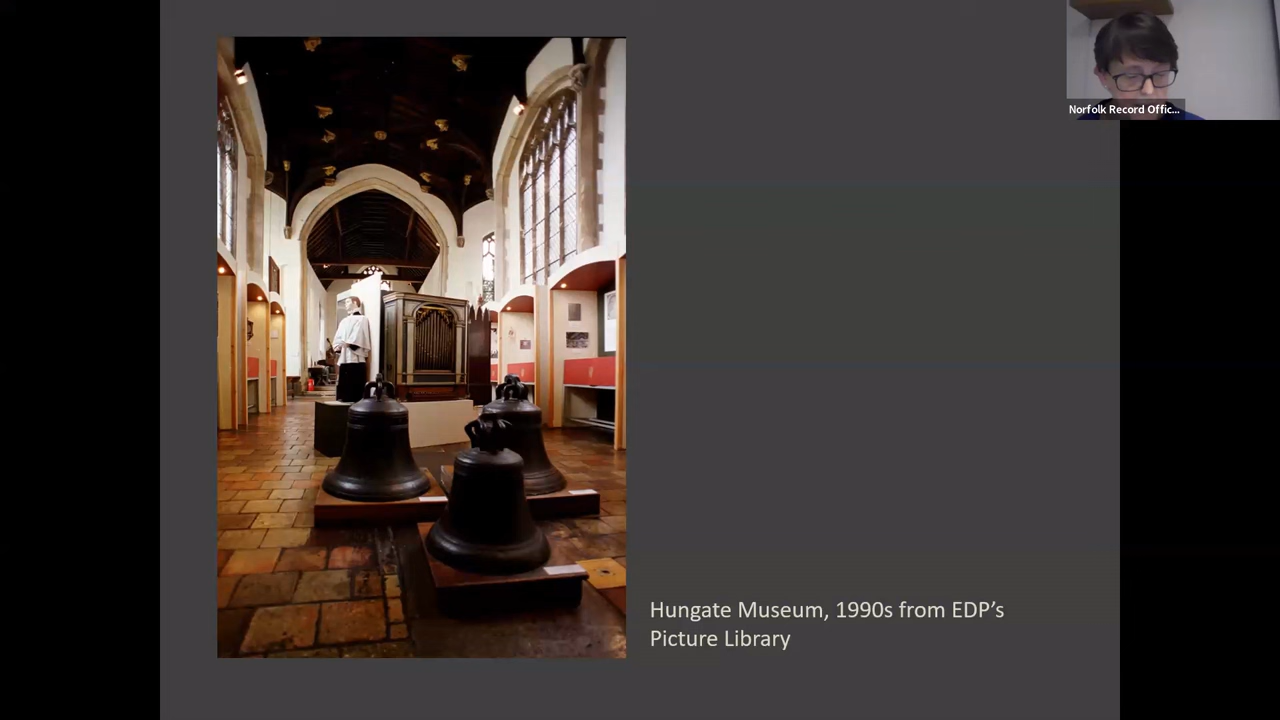 Norfolk Record Offic...
Hungate Museum, 1990s from EDP's
Picture Library